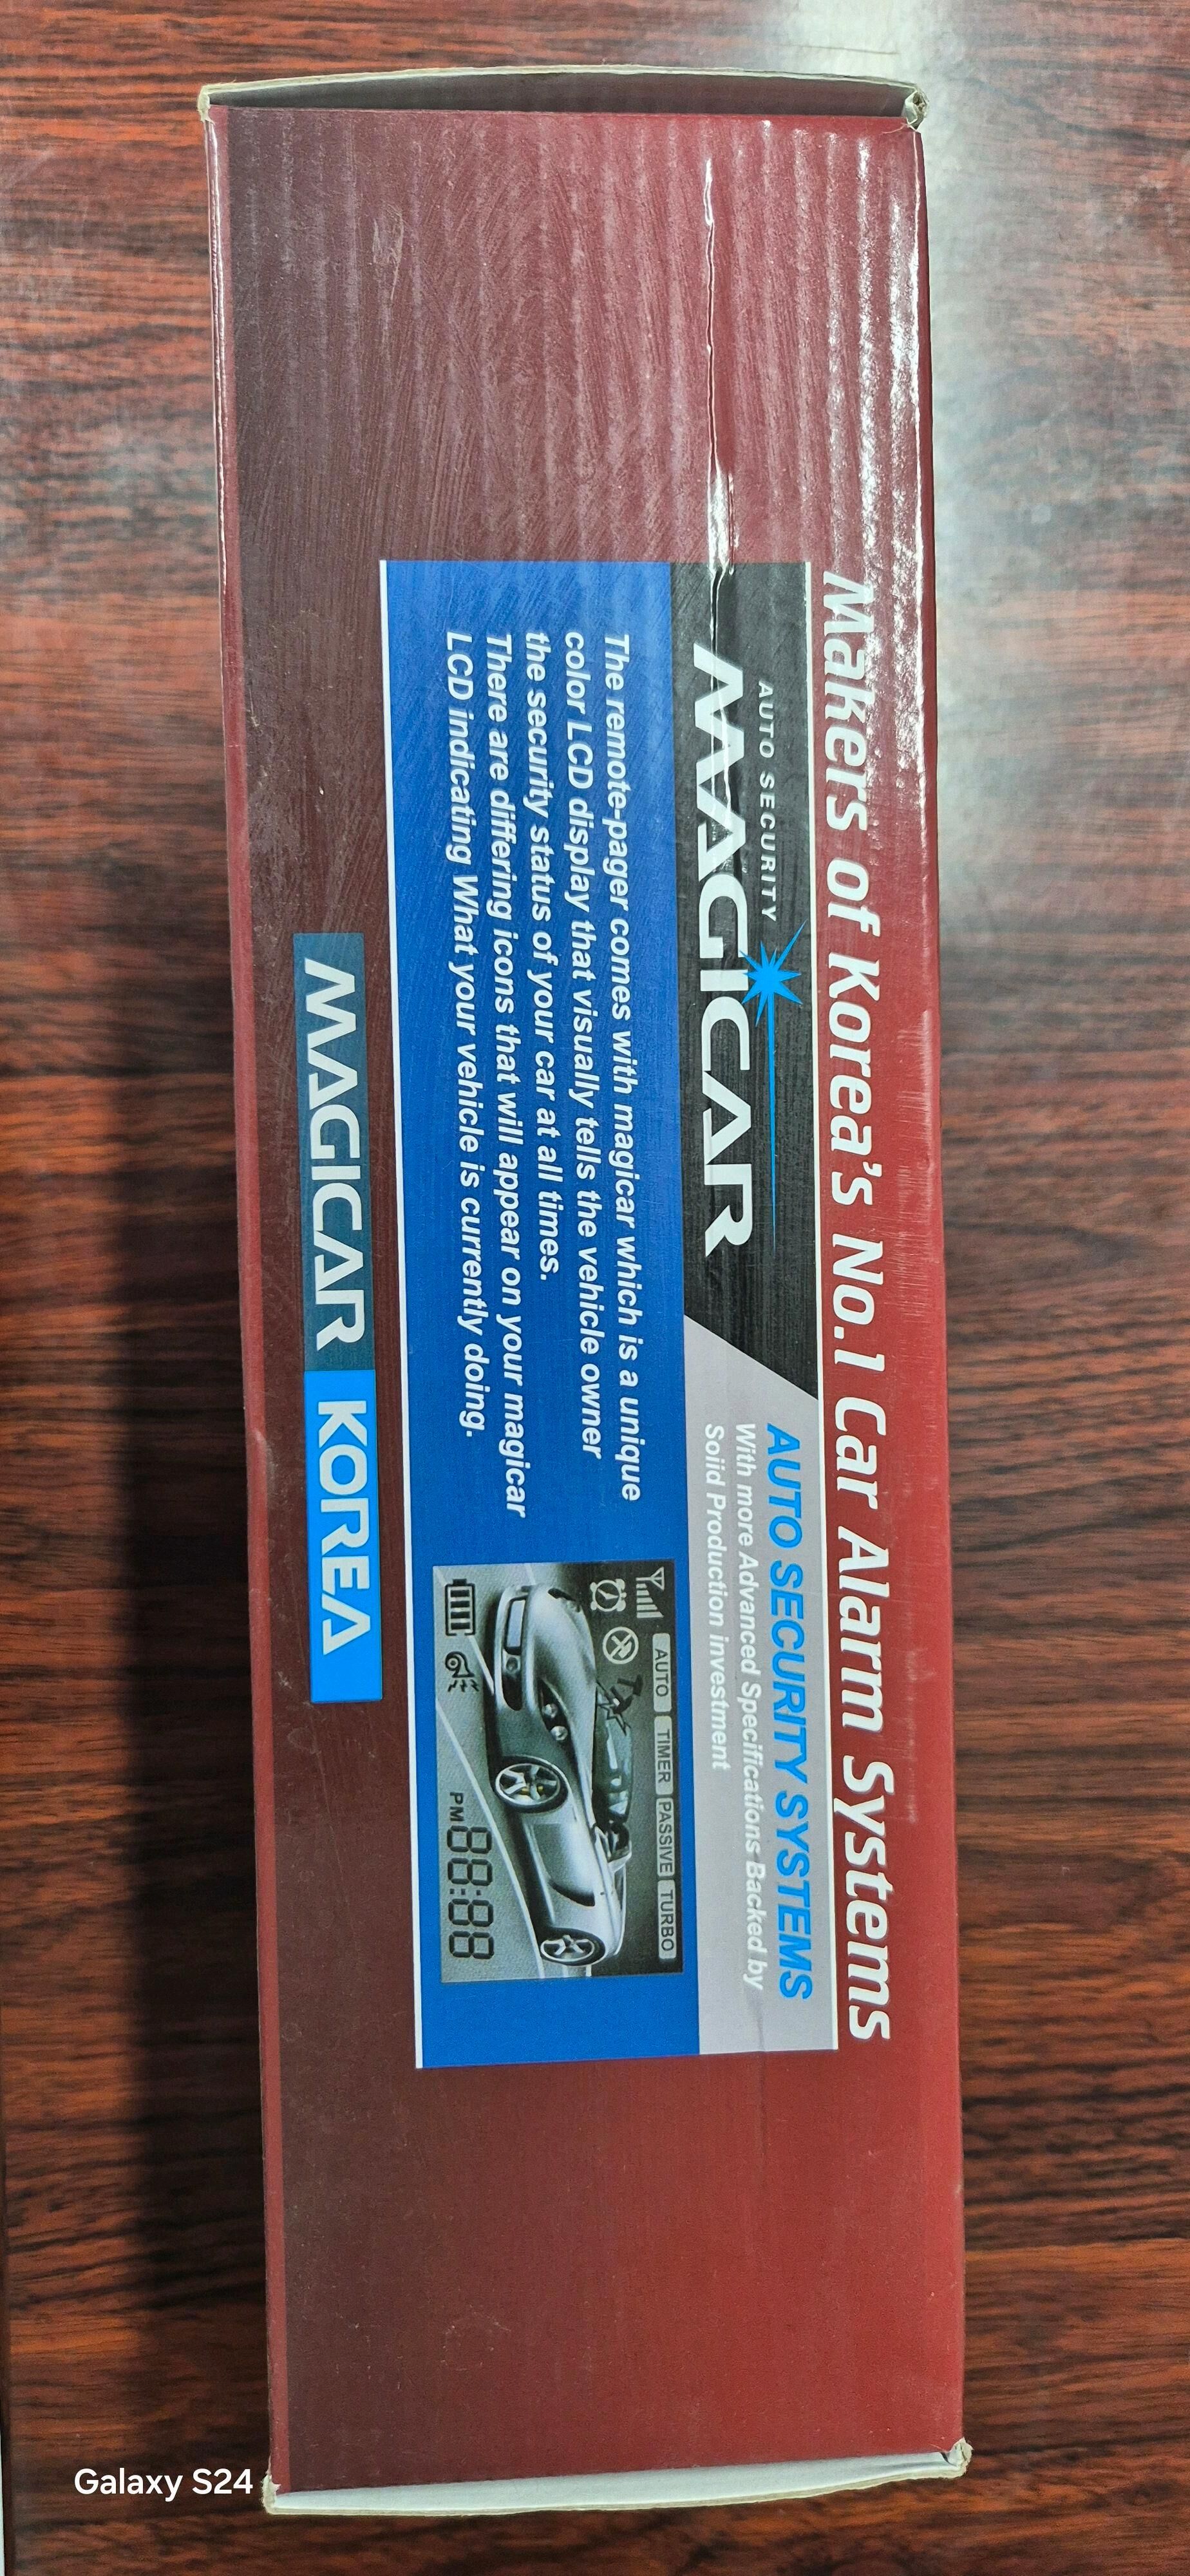 Makers of Korea's No.1 Car Alarm Systems
AUTO SECURITY
MAGICAR
AUTO SECURITY SYSTEMS
With more Advanced Specifications Backed by
Soiid Production investment
The remote-pager comes with magicar which is a unique
color LCD display that visually tells the vehicle owner
the security status of your car at all times.
There are differing icons that will appear on your magicar
LCD indicating What your vehicle is currently doing.
AUTO TIMER PASSIVE TURBO
PM 88:88
MAGICAR KOREA
Galaxy S24